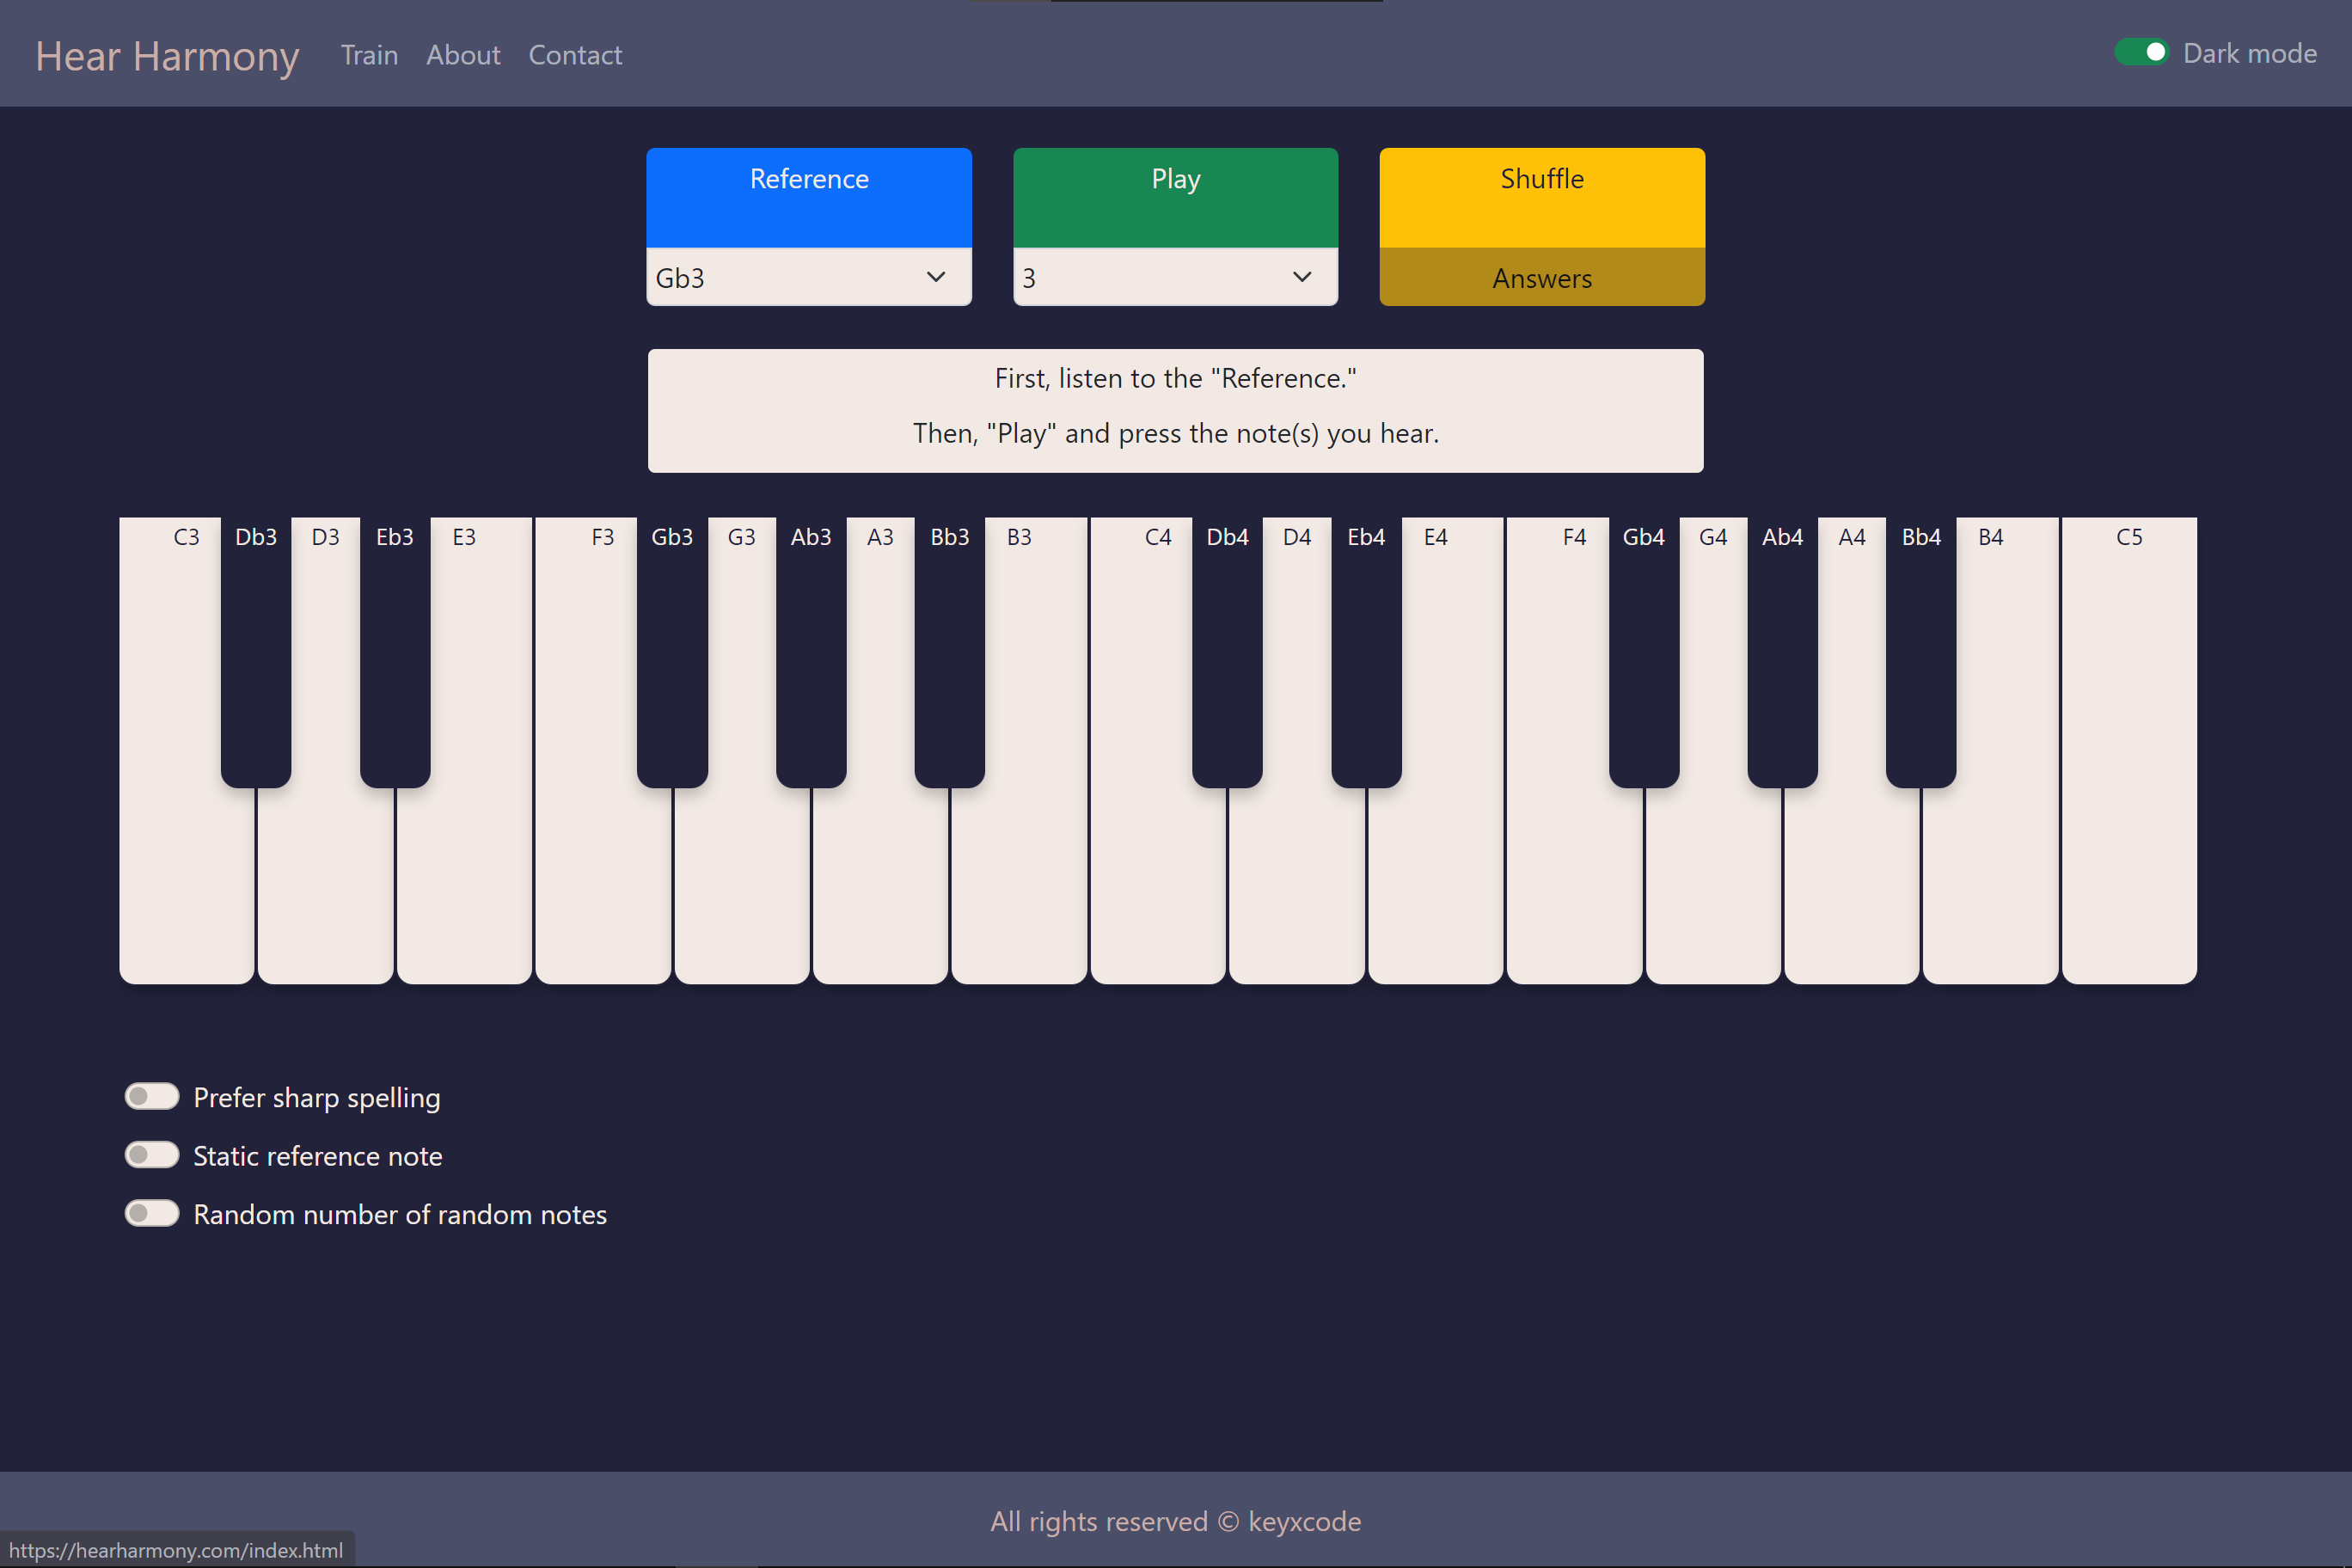 Hear Harmony Train About Contact Dark mode
Reference Play Shuffle
Gb3 3 Answers
First, listen to the "Reference."
Then, "Play" and press the note(s) you hear.
C3 Db3 D3 Eb3 E3 F3 Gb3 G3 Ab3 A3 Bb3 B3 C4 Db4 D4 Eb4 E4 F4 Gb4 G4 Ab4 A4 Bb4 B4 C5
Prefer sharp spelling
Static reference note
Random number of random notes
All rights reserved © keyxcode
https://hearharmony.com/index.html